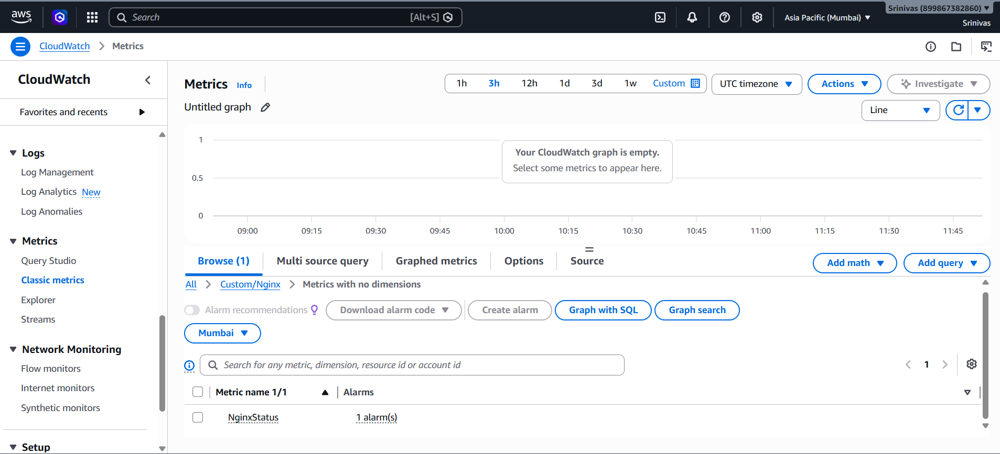 aws
Search [Alt+S]
Asia Pacific (Mumbai)
Srinivas (899867382860)
Srinivas
CloudWatch
Metrics
CloudWatch
Favorites and recents
Logs
Log Management
Log Analytics New
Log Anomalies
Metrics
Query Studio
Classic metrics
Explorer
Streams
Network Monitoring
Flow monitors
Internet monitors
Synthetic monitors
Setup
Metrics Info
1h 3h 12h 1d 3d 1w Custom
UTC timezone
Actions
Investigate
Untitled graph
Line
1
0.5
0
Your CloudWatch graph is empty.
Select some metrics to appear here.
09:00 09:15 09:30 09:45 10:00 10:15 10:30 10:45 11:00 11:15 11:30 11:45
Browse (1) Multi source query Graphed metrics Options Source
Add math
Add query
All Custom/Nginx Metrics with no dimensions
Alarm recommendations
Download alarm code
Create alarm
Graph with SQL
Graph search
Mumbai
Search for any metric, dimension, resource id or account id
1
Metric name 1/1 Alarms
NginxStatus 1 alarm(s)